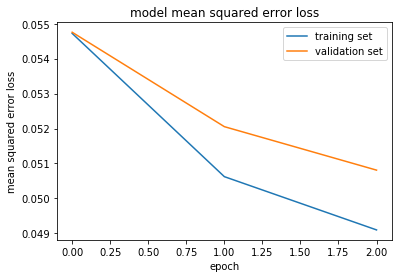 model mean squared error loss
training set
validation set
mean squared error loss
0.055
0.054
0.053
0.052
0.051
0.050
0.049
0.00 0.25 0.50 0.75 1.00 1.25 1.50 1.75 2.00
epoch